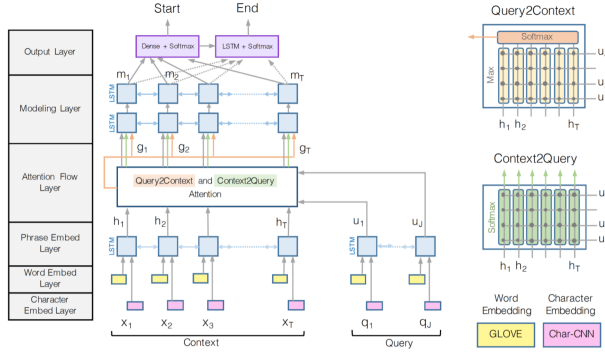 Start End
Query2Context
Output Layer
Dense + Softmax
LSTM + Softmax
Softmax
Max
u
u
u
m1 m2 mT
Modeling Layer
LSTM
LSTM
h1 h2 hT
g1 g2 gT
Context2Query
Attention Flow
Layer
Query2Context and Context2Query
Attention
Softmax
u
u
u
h1 h2 hT
u1 uJ
h1 h2 hT
Phrase Embed
Layer
LSTM
LSTM
Word Embed
Layer
Character
Embed Layer
x1 x2 x3 xT q1 qJ
Context Query
Word
Embedding
GLOVE
Character
Embedding
Char-CNN